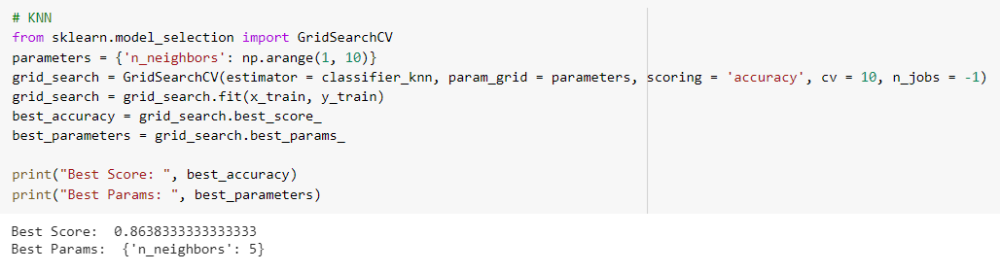 # KNN
from sklearn.model_selection import GridSearchCV
parameters = {'n_neighbors': np.arange(1, 10)}
grid_search = GridSearchCV(estimator = classifier_knn, param_grid = parameters, scoring = 'accuracy', cv = 10, n_jobs = -1)
grid_search = grid_search.fit(x_train, y_train)
best_accuracy = grid_search.best_score_
best_parameters = grid_search.best_params_
print("Best Score: ", best_accuracy)
print("Best Params: ", best_parameters)
Best Score:  0.8638333333333333
Best Params:  {'n_neighbors': 5}